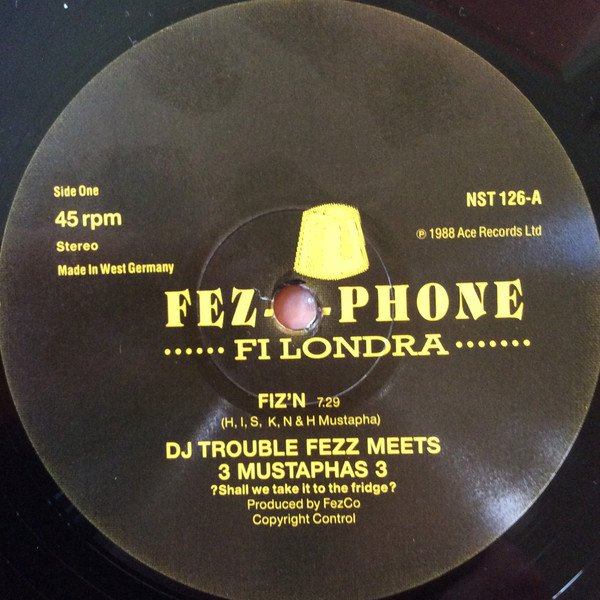 Side One
45 rpm
Stereo
Made In West Germany
NST 126-A
℗ 1988 Ace Records Ltd
FEZ-O-PHONE
...... FI LONDRA .......
FIZ'N 7.29
(H, I, S, K, N & H Mustapha)
DJ TROUBLE FEZZ MEETS
3 MUSTAPHAS 3
?Shall we take it to the fridge?
Produced by FezCo
Copyright Control